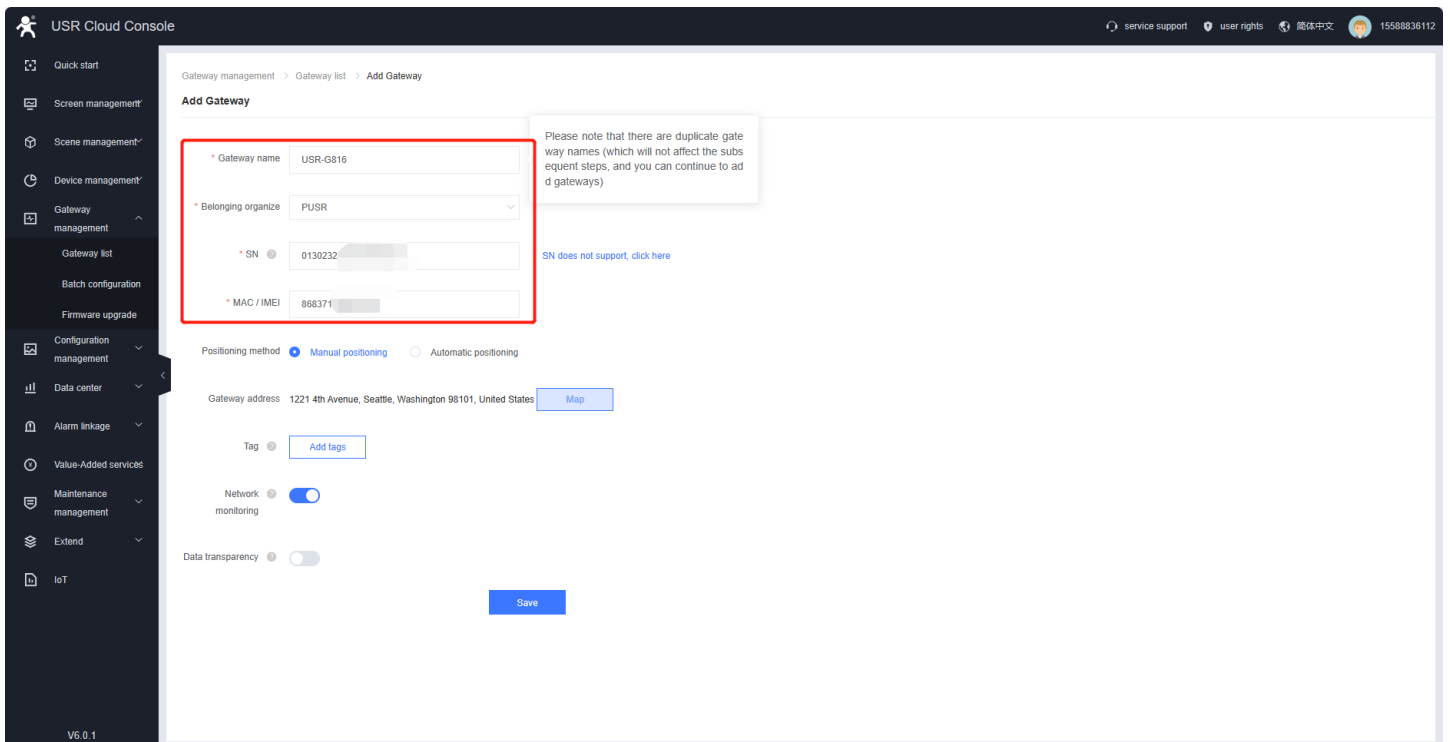 USR Cloud Console
service support
user rights
简体中文
15588836112
Quick start
Screen management
Scene management
Device management
Gateway
management
Gateway list
Batch configuration
Firmware upgrade
Configuration
management
Data center
Alarm linkage
Value-Added services
Maintenance
management
Extend
IoT
V6.0.1
Gateway management > Gateway list > Add Gateway
Add Gateway
* Gateway name USR-G816
Please note that there are duplicate gate
way names (which will not affect the subs
equent steps, and you can continue to ad
d gateways)
* Belonging organize PUSR
* SN ? 0130232
SN does not support, click here
* MAC / IMEI 868371
Positioning method Manual positioning Automatic positioning
Gateway address 1221 4th Avenue, Seattle, Washington 98101, United States Map
Tag ? Add tags
Network ?
monitoring
Data transparency ?
Save